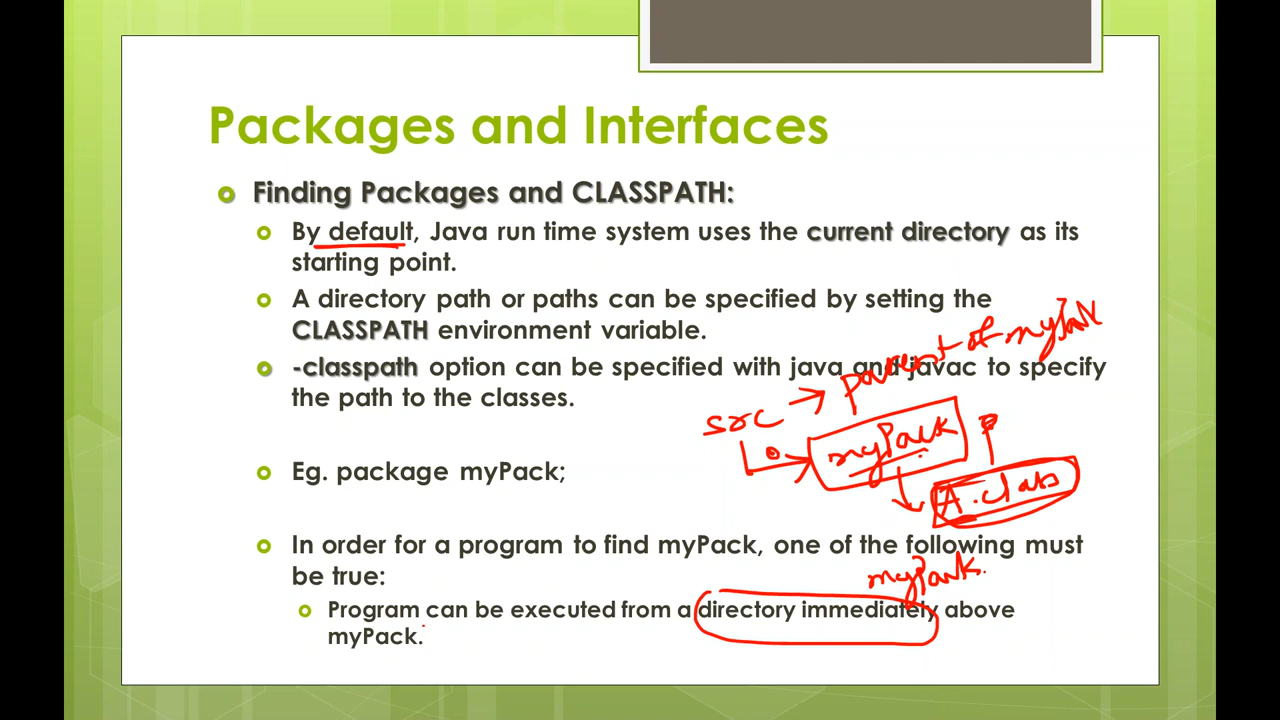 Packages and Interfaces
Finding Packages and CLASSPATH:
By default, Java run time system uses the current directory as its
starting point.
A directory path or paths can be specified by setting the
CLASSPATH environment variable.
-classpath option can be specified with java and javac to specify
the path to the classes.
src → parent of myPack
myPack
A.class
Eg. package myPack;
In order for a program to find myPack, one of the following must
be true:
myPack.
Program can be executed from a directory immediately above
myPack.